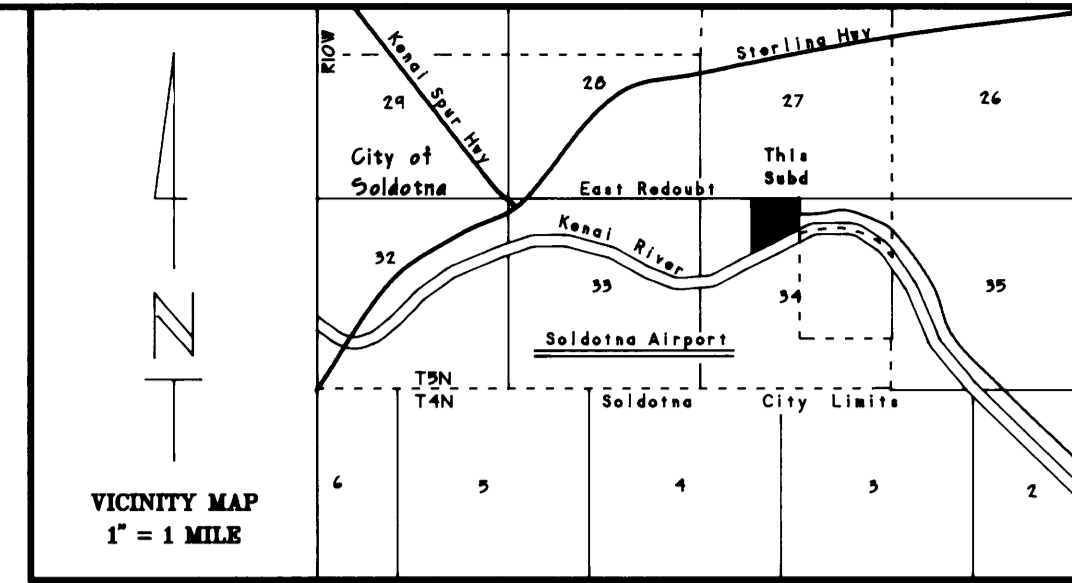 R10W
Kenai Spur Hwy
Sterling Hwy
29
28
27
26
City of
Soldotna
This
Subd
East Redoubt
Kenai River
32
33
34
35
Soldotna Airport
T5N
T4N
Soldotna City Limits
6
5
4
3
2
N
VICINITY MAP
1" = 1 MILE